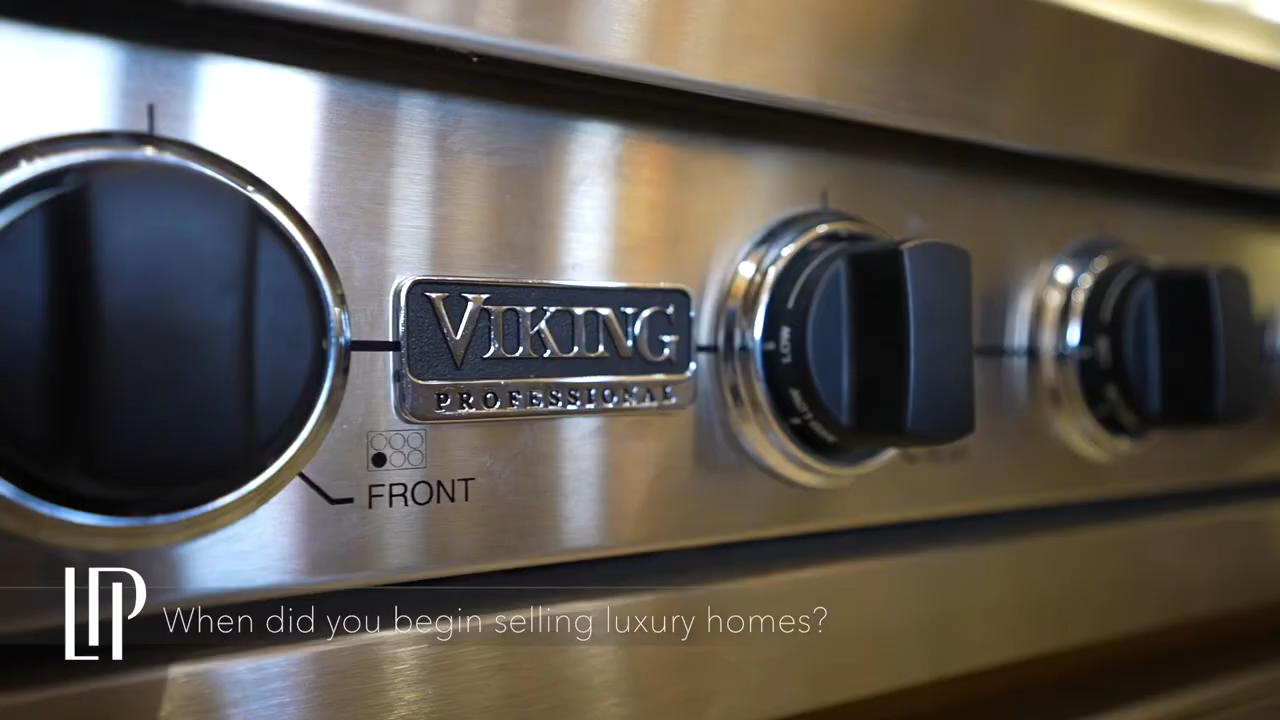 VIKING
PROFESSIONAL
LOW
FRONT
LP When did you begin selling luxury homes?